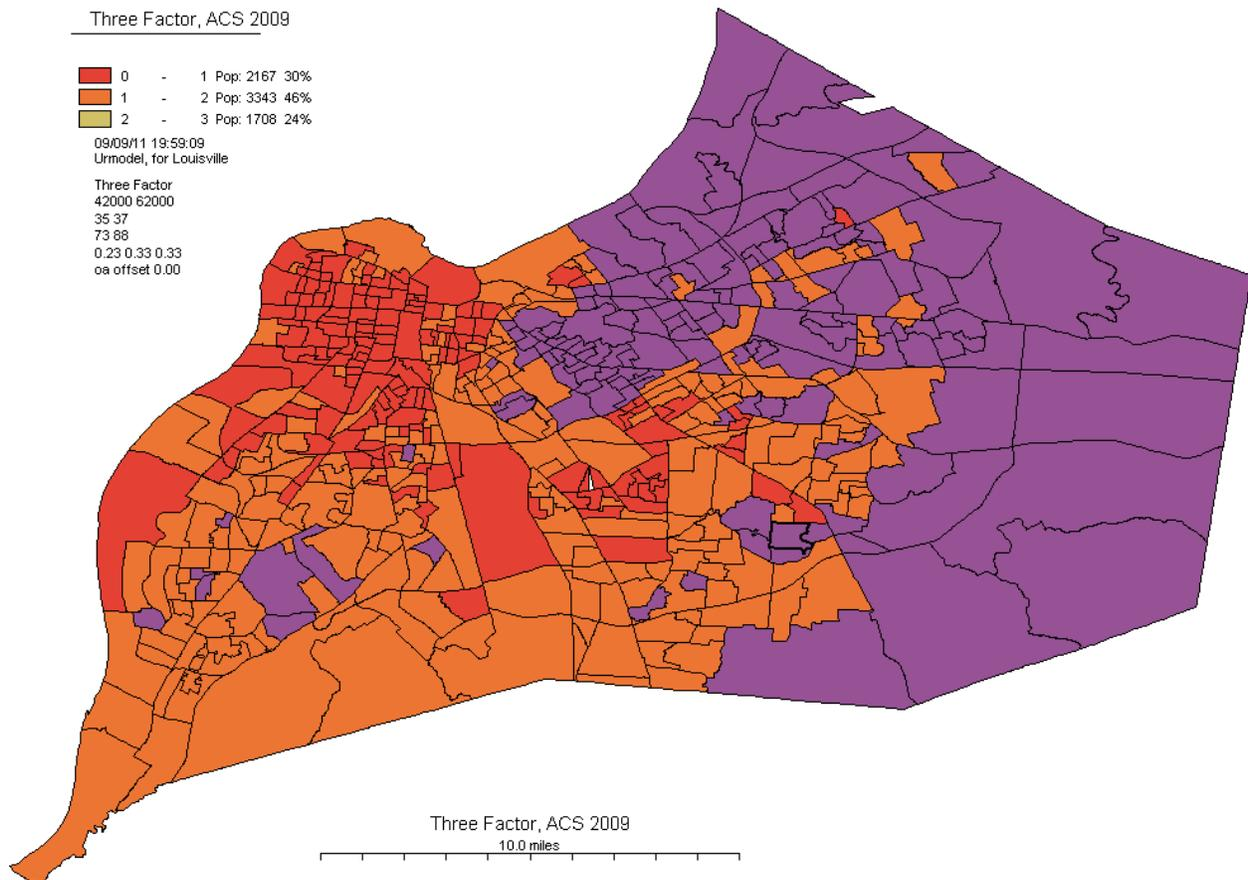 Three Factor, ACS 2009
0 - 1 Pop: 2167 30%
1 - 2 Pop: 3343 46%
2 - 3 Pop: 1708 24%
09/09/11 19:59:09
Urmodel, for Louisville
Three Factor
42000 62000
35 37
73 88
0.23 0.33 0.33
oa offset 0.00
Three Factor, ACS 2009
10.0 miles